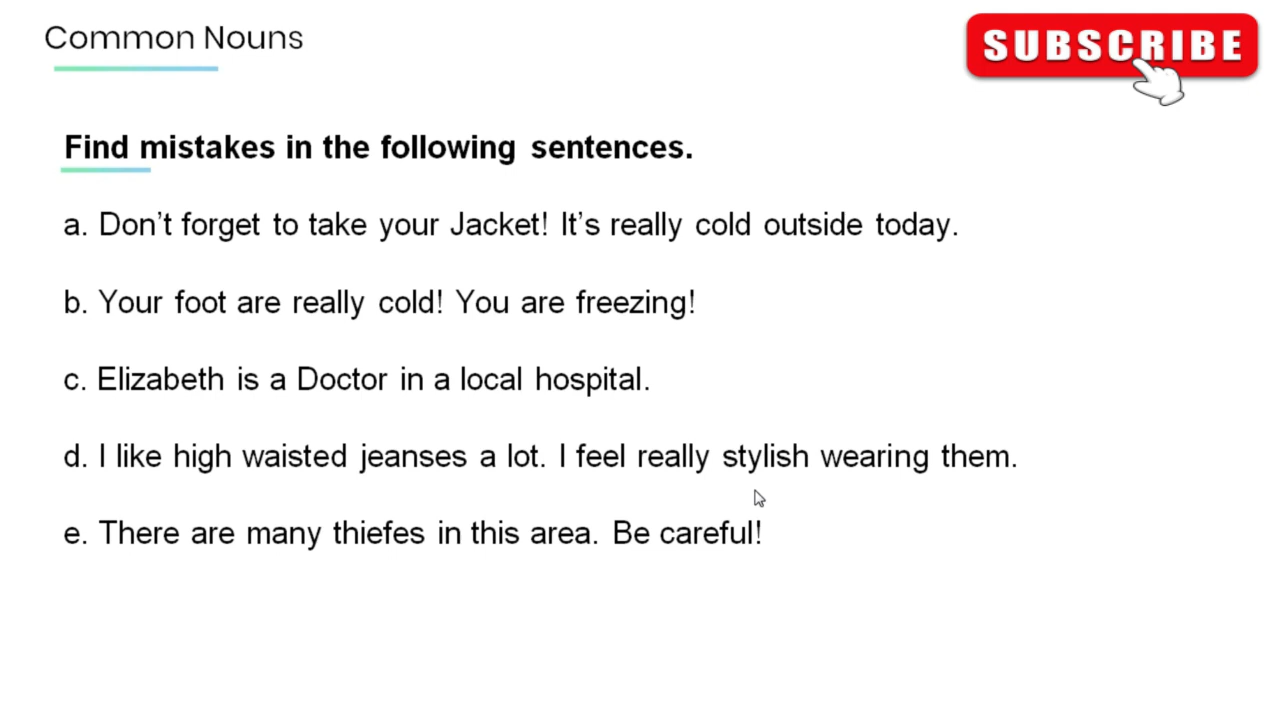 Common Nouns
SUBSCRIBE
Find mistakes in the following sentences.
a. Don’t forget to take your Jacket! It’s really cold outside today.
b. Your foot are really cold! You are freezing!
c. Elizabeth is a Doctor in a local hospital.
d. I like high waisted jeanses a lot. I feel really stylish wearing them.
e. There are many thiefes in this area. Be careful!